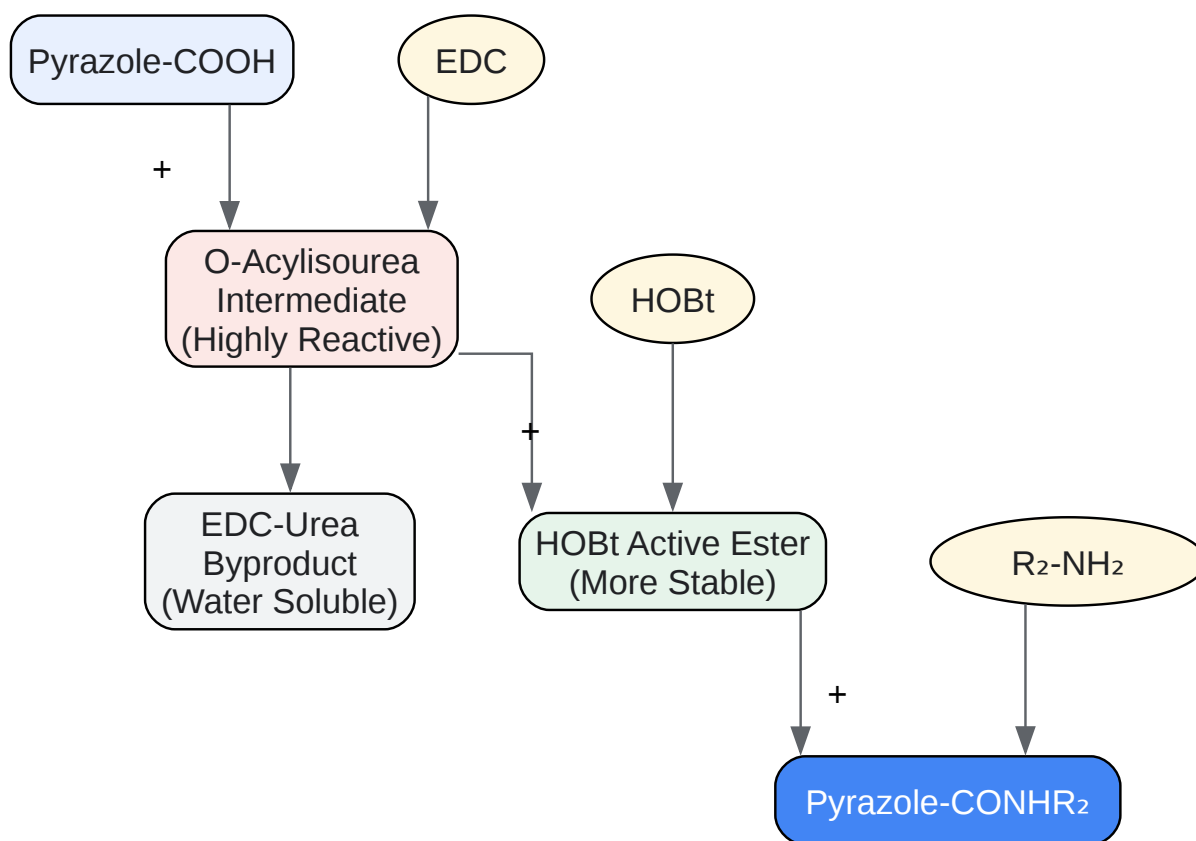 Pyrazole-COOH
EDC
+
O-Acylisourea
Intermediate
(Highly Reactive)
HOBt
+
EDC-Urea
Byproduct
(Water Soluble)
HOBt Active Ester
(More Stable)
R₂-NH₂
+
Pyrazole-CONHR₂